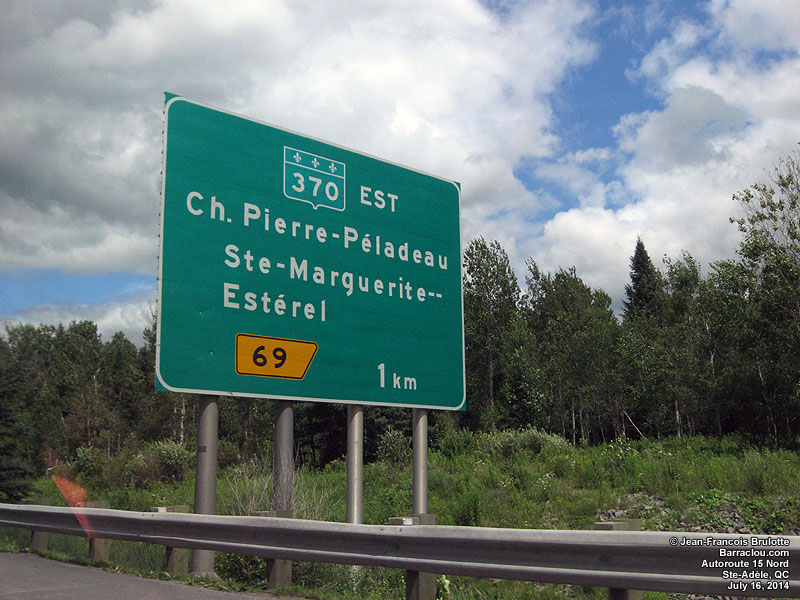 370 EST
Ch. Pierre-Péladeau
Ste-Marguerite--
Estérel
69
1 km
© Jean-Francois Brulotte
Barraclou.com
Autoroute 15 Nord
Ste-Adèle, QC
July 16, 2014